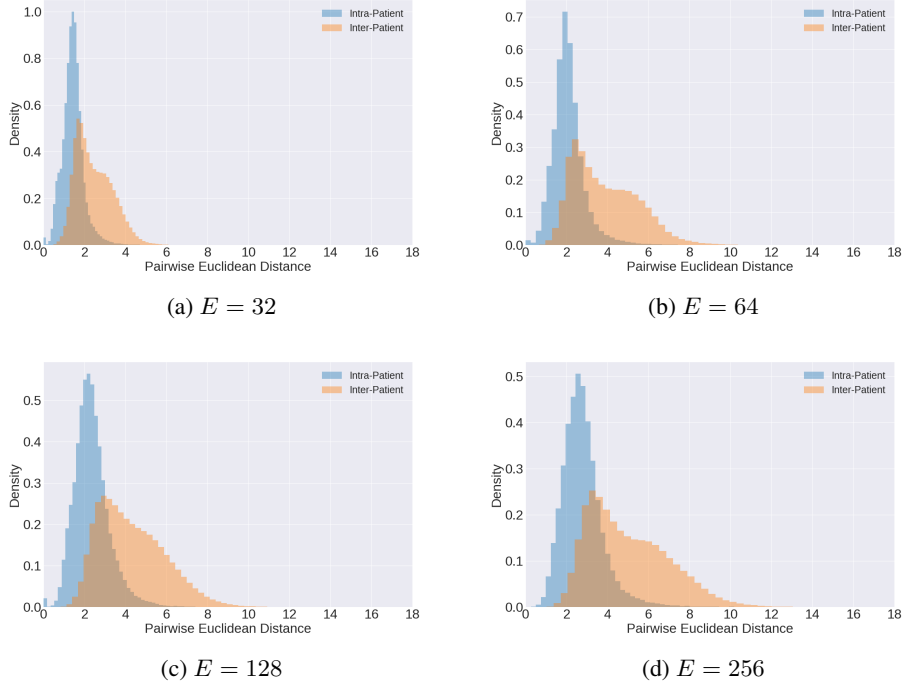 Intra-Patient
Inter-Patient
1.0
0.8
0.6
0.4
0.2
0.0
Density
0 2 4 6 8 10 12 14 16 18
Pairwise Euclidean Distance
(a) E = 32
Intra-Patient
Inter-Patient
0.7
0.6
0.5
0.4
0.3
0.2
0.1
0.0
Density
0 2 4 6 8 10 12 14 16 18
Pairwise Euclidean Distance
(b) E = 64
Intra-Patient
Inter-Patient
0.5
0.4
0.3
0.2
0.1
0.0
Density
0 2 4 6 8 10 12 14 16 18
Pairwise Euclidean Distance
(c) E = 128
Intra-Patient
Inter-Patient
0.5
0.4
0.3
0.2
0.1
0.0
Density
0 2 4 6 8 10 12 14 16 18
Pairwise Euclidean Distance
(d) E = 256